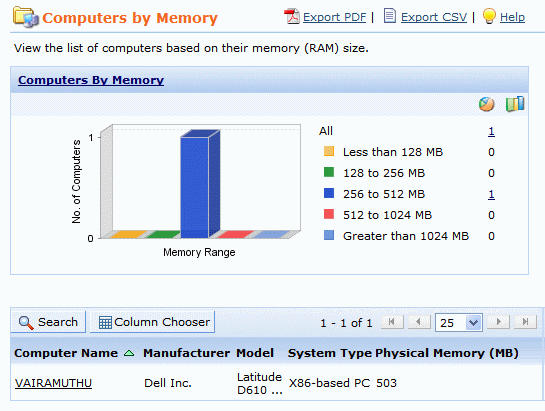 Computers by Memory
Export PDF | Export CSV | Help
View the list of computers based on their memory (RAM) size.
Computers By Memory
No. of Computers
1
0
Memory Range
All 1
Less than 128 MB 0
128 to 256 MB 0
256 to 512 MB 1
512 to 1024 MB 0
Greater than 1024 MB 0
Search Column Chooser 1 - 1 of 1 25
Computer Name Manufacturer Model System Type Physical Memory (MB)
VAIRAMUTHU Dell Inc. Latitude D610 ... X86-based PC 503